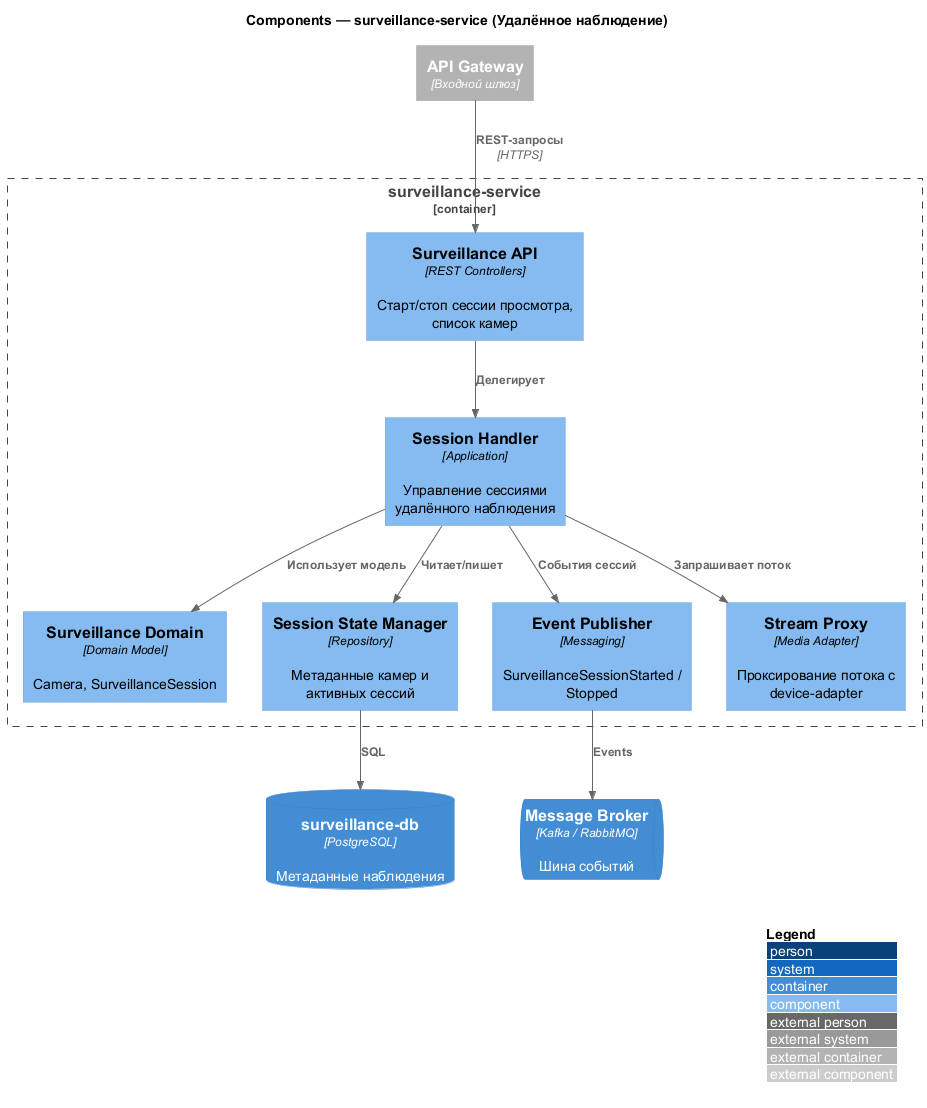 Components — surveillance-service (Удалённое наблюдение)
API Gateway
[Входной шлюз]
REST-запросы
[HTTPS]
surveillance-service
[container]
Surveillance API
[REST Controllers]
Старт/стоп сессии просмотра,
список камер
Делегирует
Session Handler
[Application]
Управление сессиями
удалённого наблюдения
Использует модель
Читает/пишет
События сессий
Запрашивает поток
Surveillance Domain
[Domain Model]
Camera, SurveillanceSession
Session State Manager
[Repository]
Метаданные камер и
активных сессий
Event Publisher
[Messaging]
SurveillanceSessionStarted /
Stopped
Stream Proxy
[Media Adapter]
Проксирование потока с
device-adapter
SQL
Events
surveillance-db
[PostgreSQL]
Метаданные наблюдения
Message Broker
[Kafka / RabbitMQ]
Шина событий
Legend
person
system
container
component
external person
external system
external container
external component